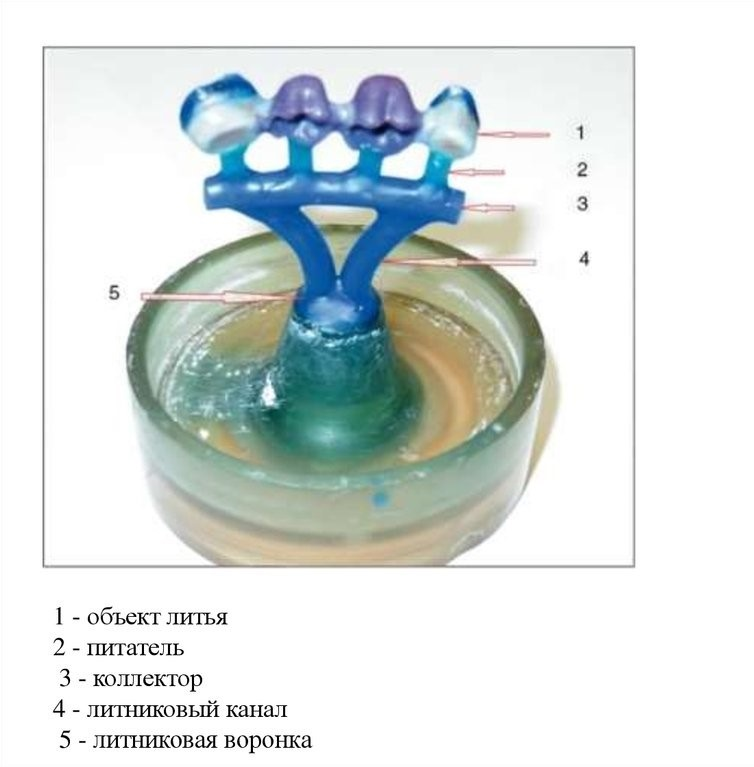 1
2
3
4
5
1 - объект литья
2 - питатель
3 - коллектор
4 - литниковый канал
5 - литниковая воронка